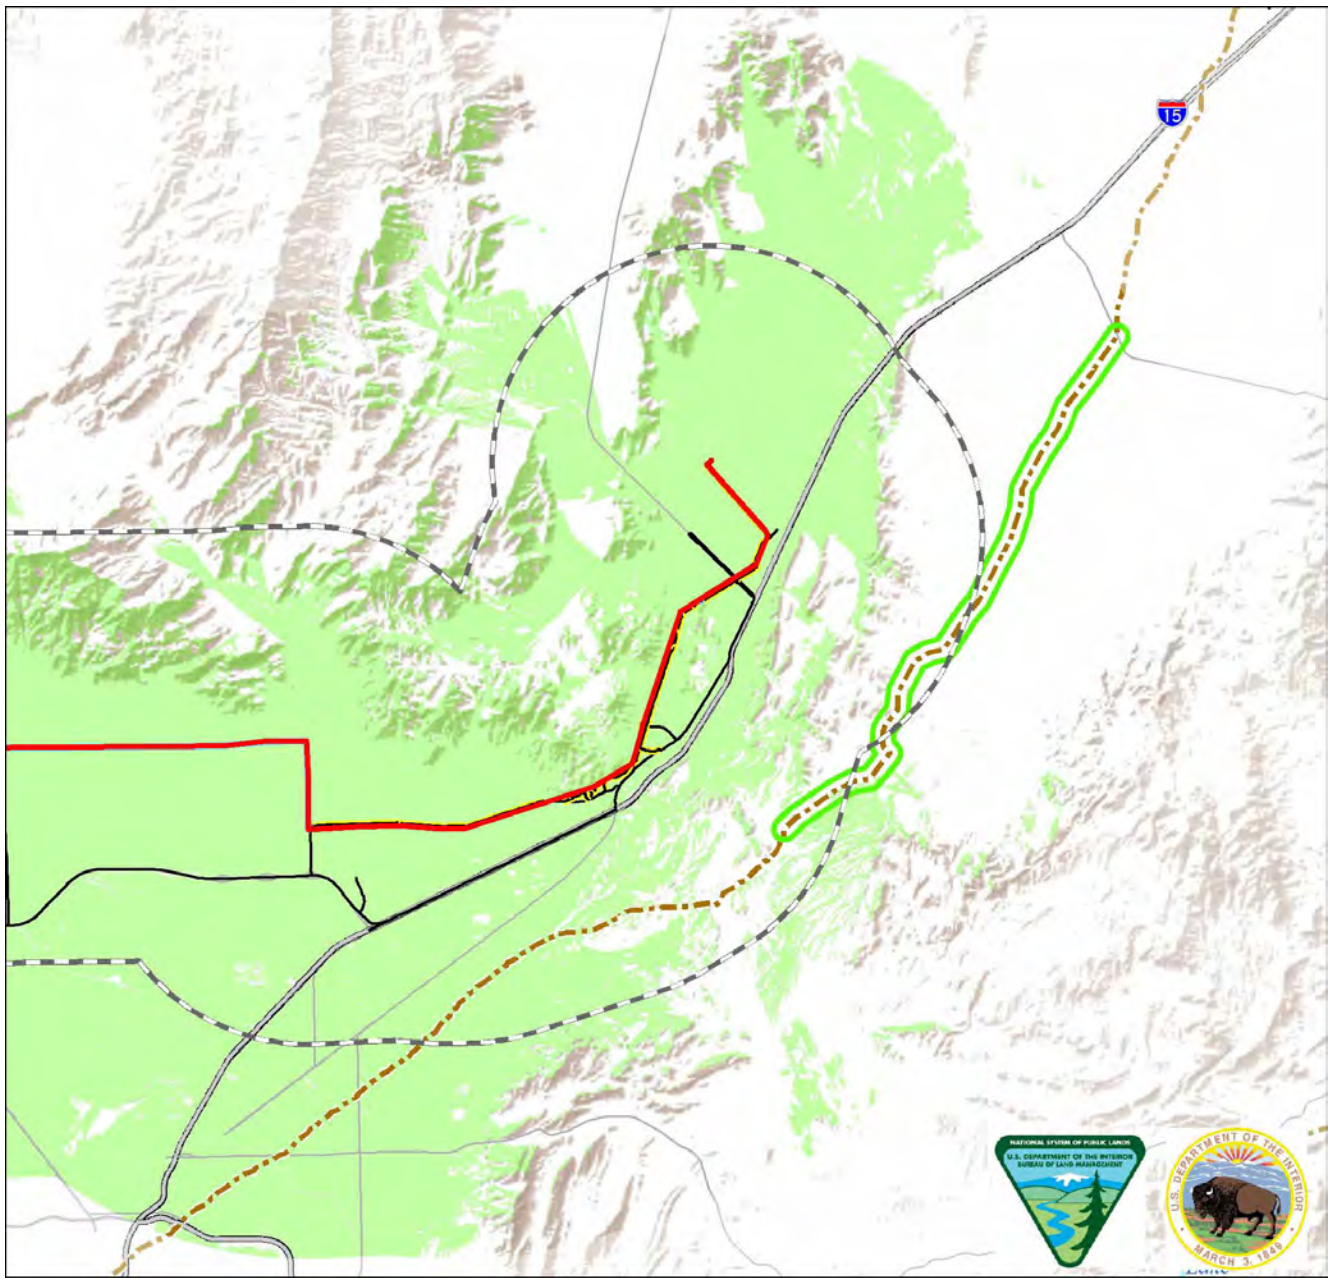 15
NATIONAL SYSTEM OF PUBLIC LANDS
U.S. DEPARTMENT OF THE INTERIOR
BUREAU OF LAND MANAGEMENT
U.S. DEPARTMENT OF THE INTERIOR
MARCH 3, 1849
Lake